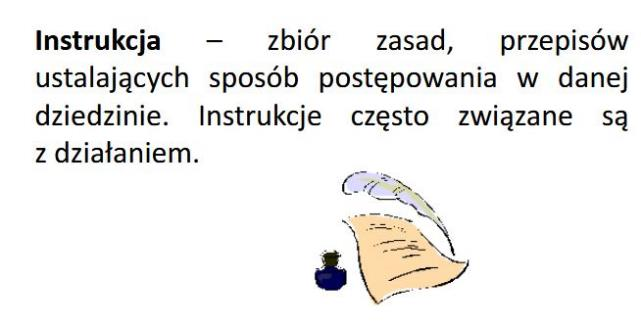 Instrukcja – zbiór zasad, przepisów
ustalających sposób postępowania w danej
dziedzinie. Instrukcje często związane są
z działaniem.